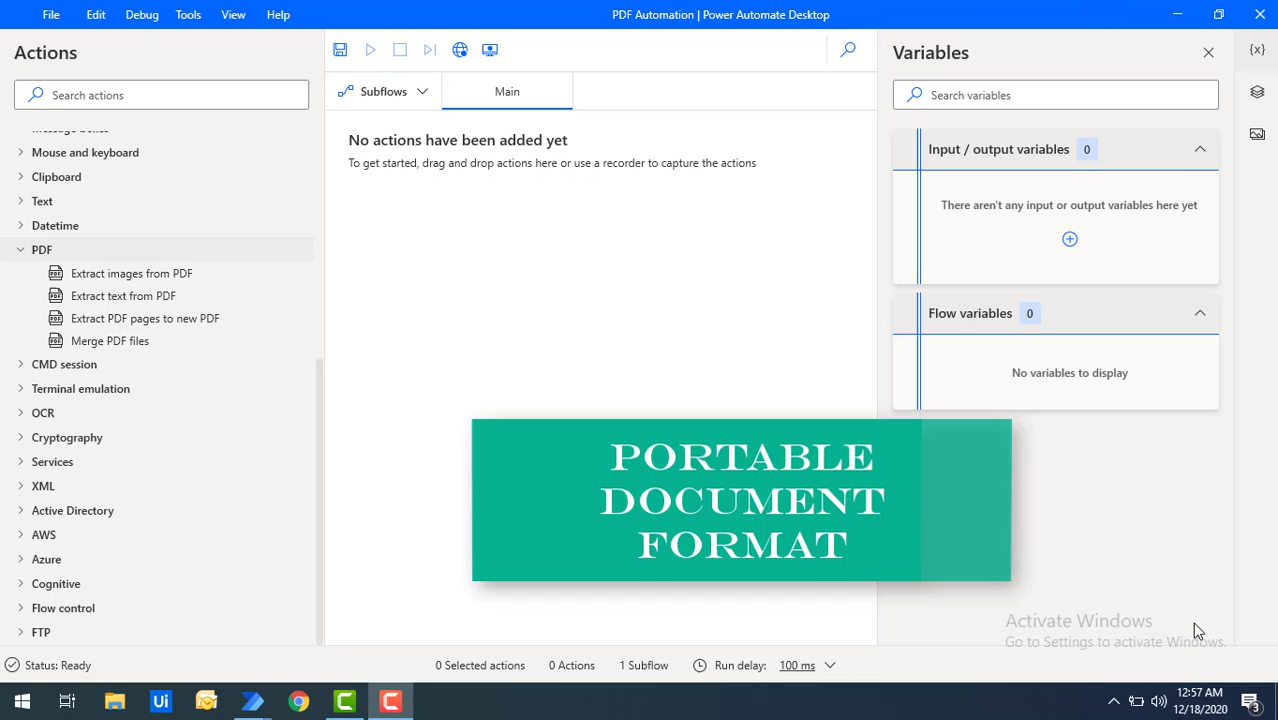 File Edit Debug Tools View Help
PDF Automation | Power Automate Desktop
Actions
Search actions
Message boxes
Mouse and keyboard
Clipboard
Text
Datetime
PDF
Extract images from PDF
Extract text from PDF
Extract PDF pages to new PDF
Merge PDF files
CMD session
Terminal emulation
OCR
Cryptography
Services
XML
Active Directory
AWS
Azure
Cognitive
Flow control
FTP
Subflows
Main
No actions have been added yet
To get started, drag and drop actions here or use a recorder to capture the actions
Variables
{x}
Search variables
Input / output variables 0
There aren't any input or output variables here yet
Flow variables 0
No variables to display
PORTABLE
DOCUMENT
FORMAT
Activate Windows
Go to Settings to activate Windows.
Status: Ready
0 Selected actions
0 Actions
1 Subflow
Run delay:
100 ms
Ui
12:57 AM
12/18/2020
3